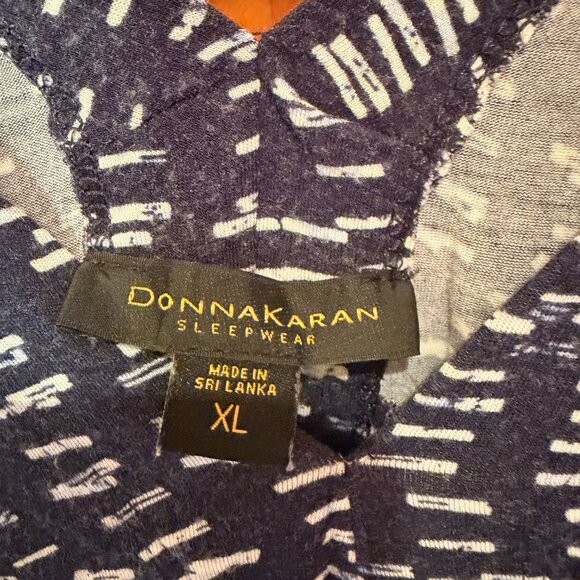 DONNAKARAN
SLEEPWEAR
MADE IN
SRI LANKA
XL